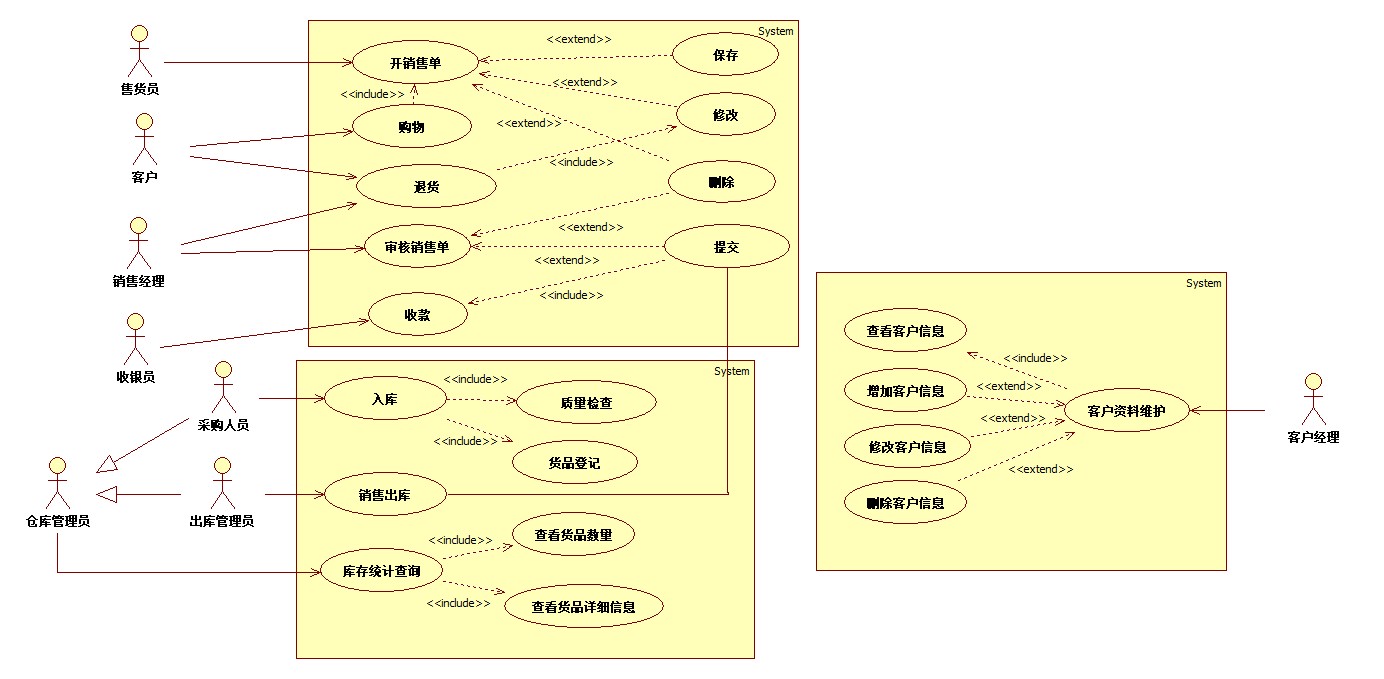 System
售货员
开销售单
<<extend>>
保存
<<include>>
<<extend>>
修改
客户
购物
<<extend>>
退货
<<include>>
删除
销售经理
审核销售单
<<extend>>
提交
<<extend>>
收银员
收款
<<include>>
System
采购人员
入库
<<include>>
质量检查
<<include>>
货品登记
仓库管理员
出库管理员
销售出库
库存统计查询
<<include>>
查看货品数量
<<include>>
查看货品详细信息
System
查看客户信息
<<include>>
增加客户信息
<<extend>>
客户资料维护
客户经理
<<extend>>
修改客户信息
<<extend>>
删除客户信息